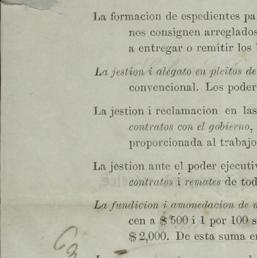 La formacion de espedientes pa
nos consignen arreglados
a entregar o remitir los
La jestion i alegato en pleitos de
convencional. Los poder
La jestion i reclamacion en las
contratos con el gobierno,
proporcionada al trabajo
La jestion ante el poder ejecutiv
contratos i remates de tod
La fundicion i amonedacion de
cen a $500 i 1 por 100 s
$2,000. De esta suma en